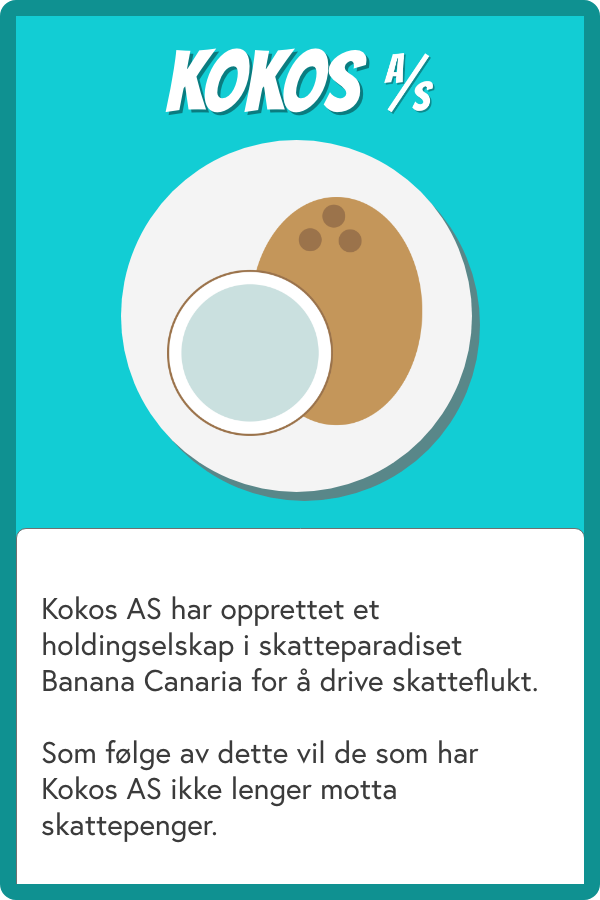 KOKOS A/S
Kokos AS har opprettet et
holdingselskap i skatteparadiset
Banana Canaria for å drive skatteflukt.
Som følge av dette vil de som har
Kokos AS ikke lenger motta
skattepenger.